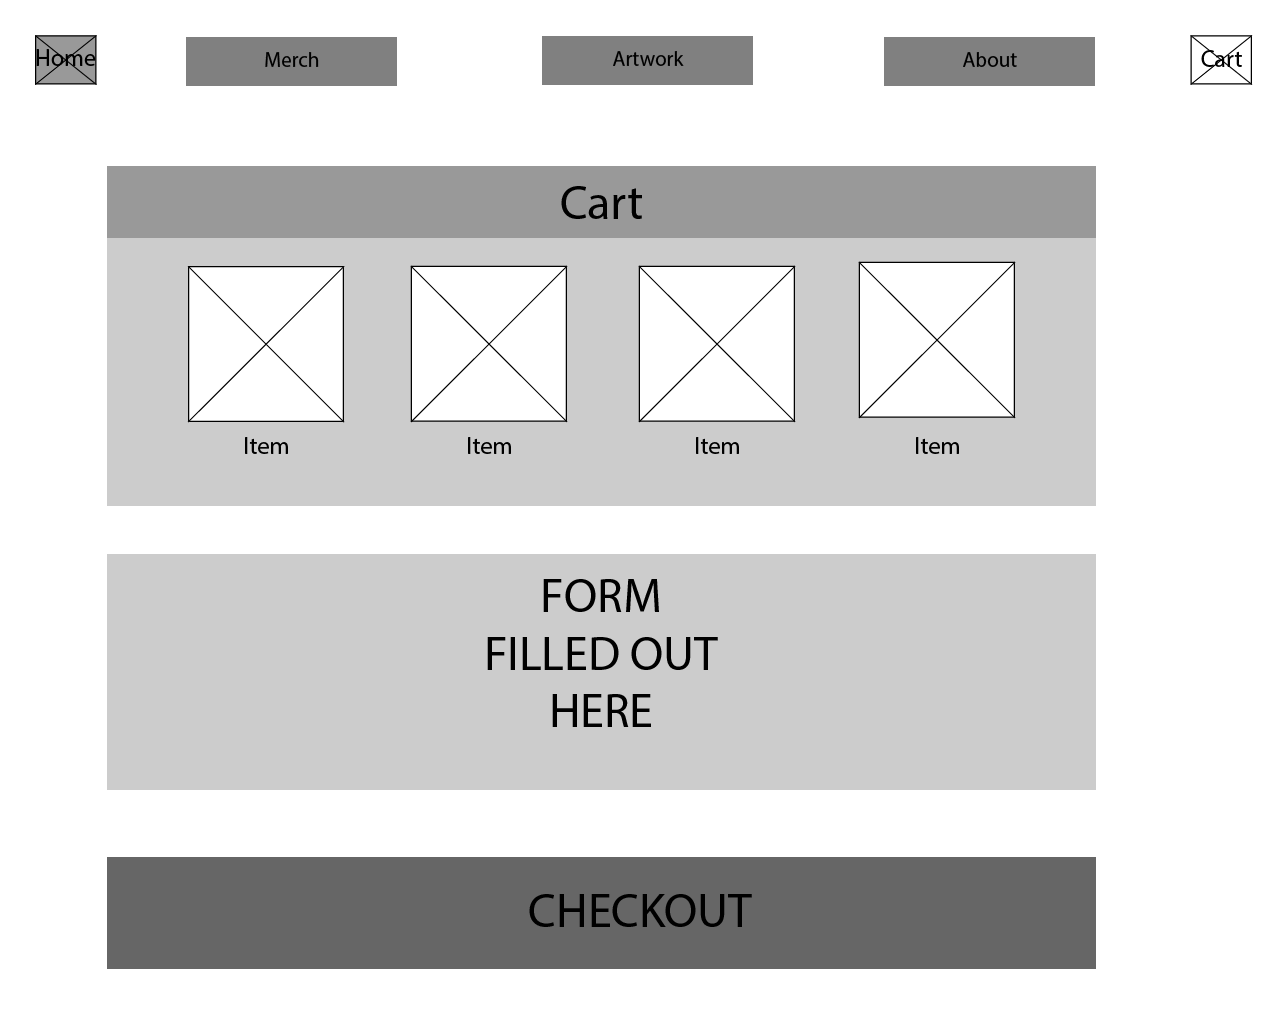 Home
Merch
Artwork
About
Cart
Cart
Item
Item
Item
Item
FORM
FILLED OUT
HERE
CHECKOUT